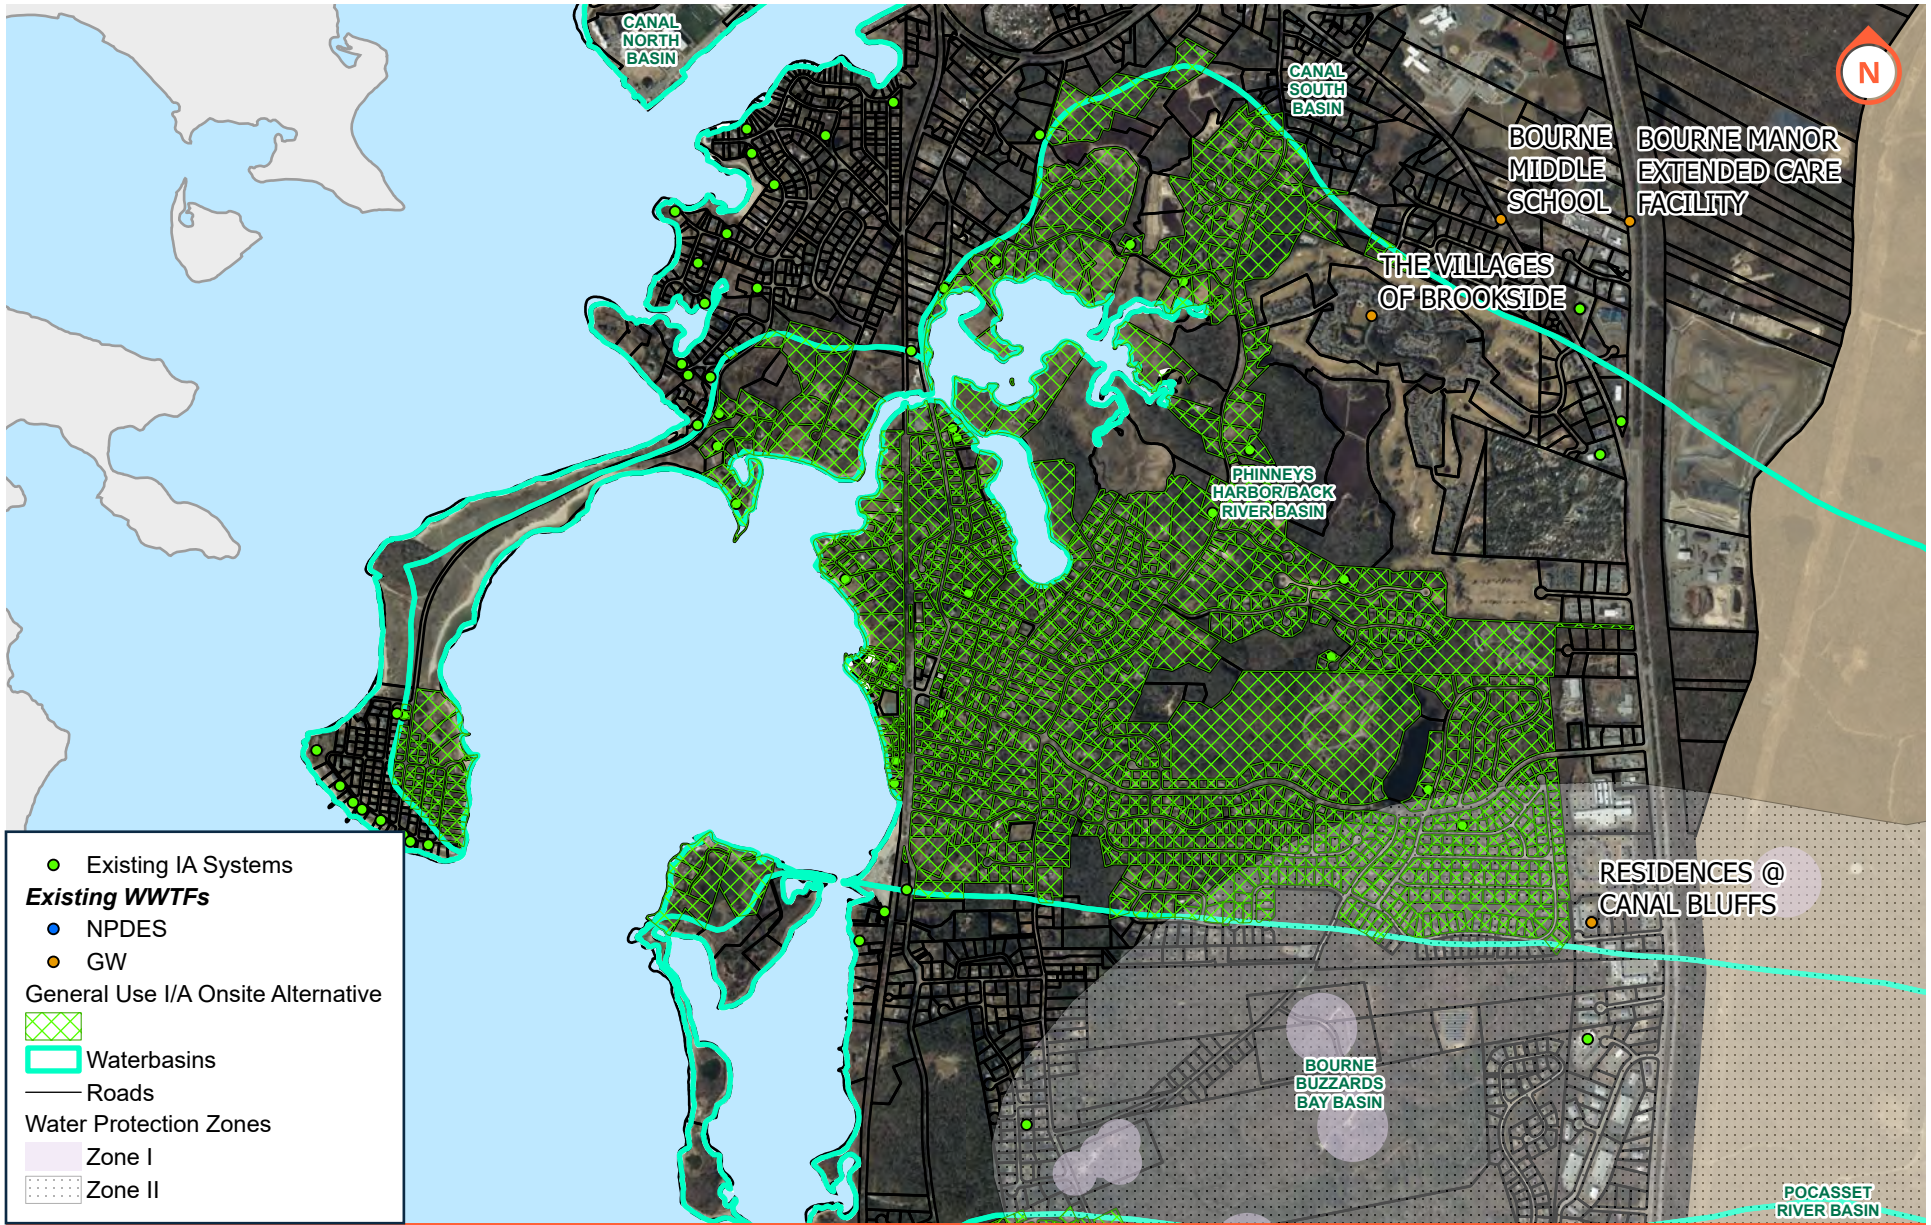 CANAL
NORTH
BASIN
CANAL
SOUTH
BASIN
N
BOURNE
MIDDLE
SCHOOL
BOURNE MANOR
EXTENDED CARE
FACILITY
THE VILLAGES
OF BROOKSIDE
PHINNEYS
HARBOR/BACK
RIVER BASIN
RESIDENCES @
CANAL BLUFFS
BOURNE
BUZZARDS
BAY BASIN
POCASSET
RIVER BASIN
Existing IA Systems
Existing WWTFs
NPDES
GW
General Use I/A Onsite Alternative
Waterbasins
Roads
Water Protection Zones
Zone I
Zone II